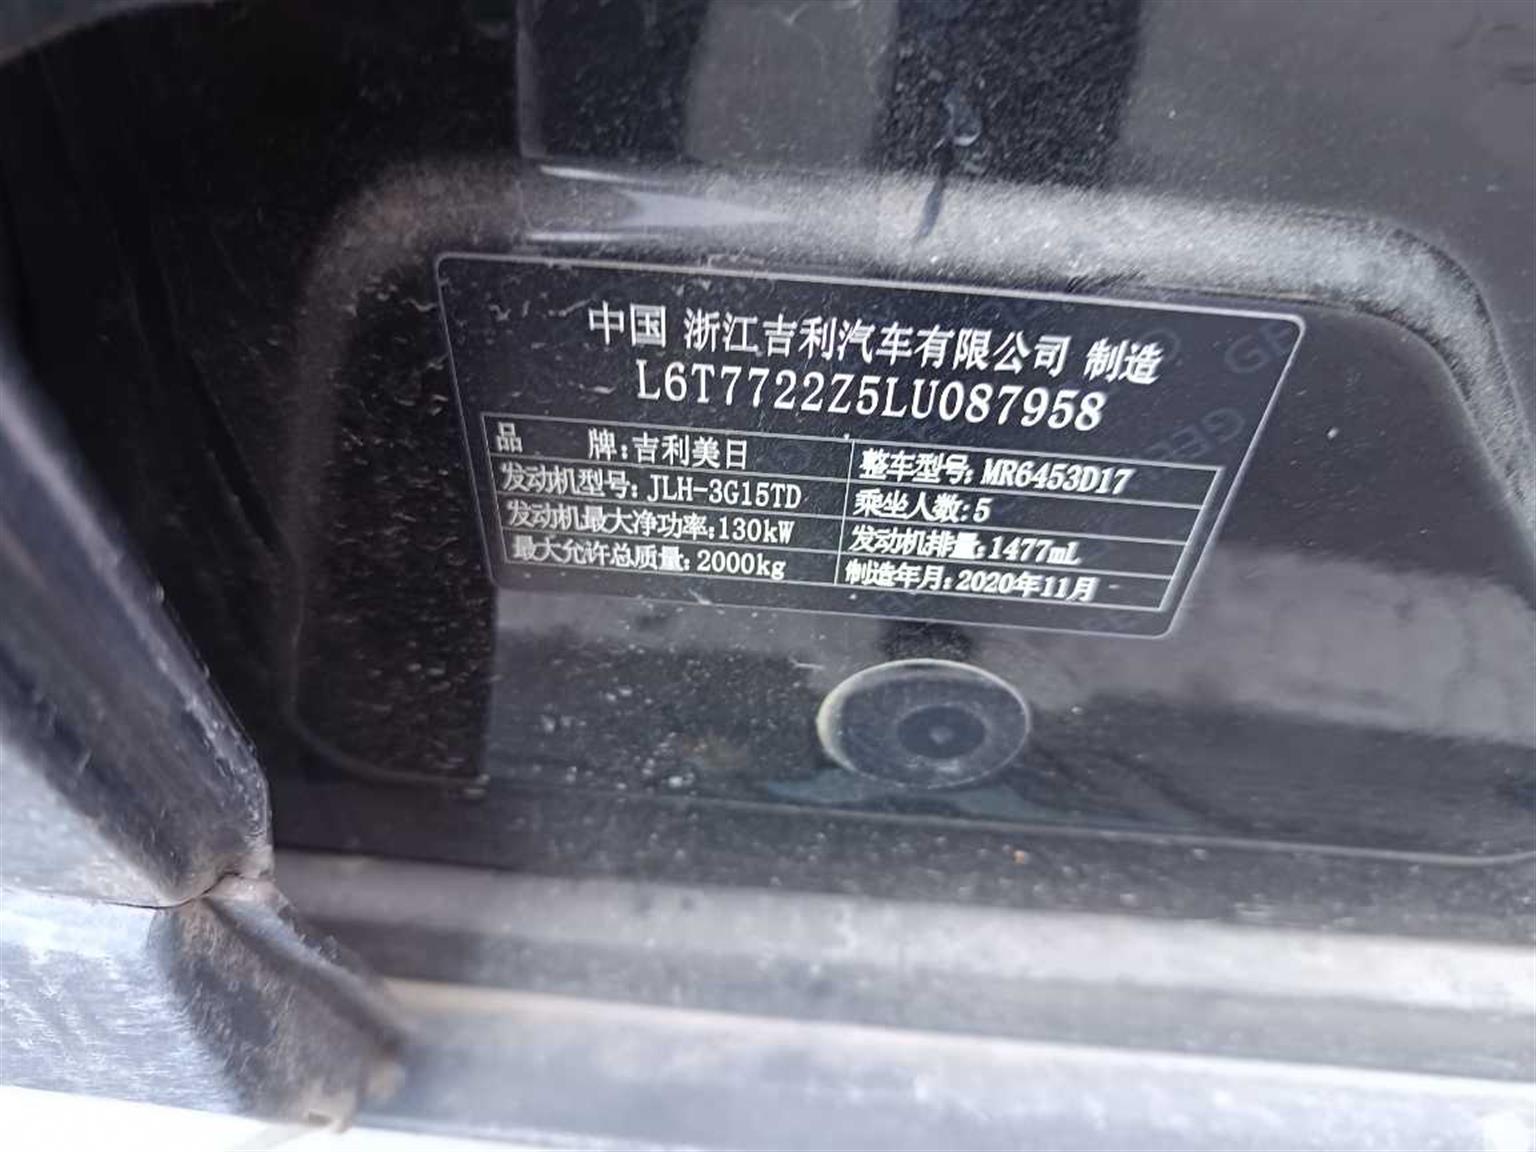 中国 浙江吉利汽车有限公司 制造
L6T7722Z5LU087958
品 牌:吉利美日 整车型号:MR6453D17
发动机型号:JLH-3G15TD 乘坐人数:5
发动机最大净功率:130kW 发动机排量:1477mL
最大允许总质量:2000kg 制造年月:2020年11月